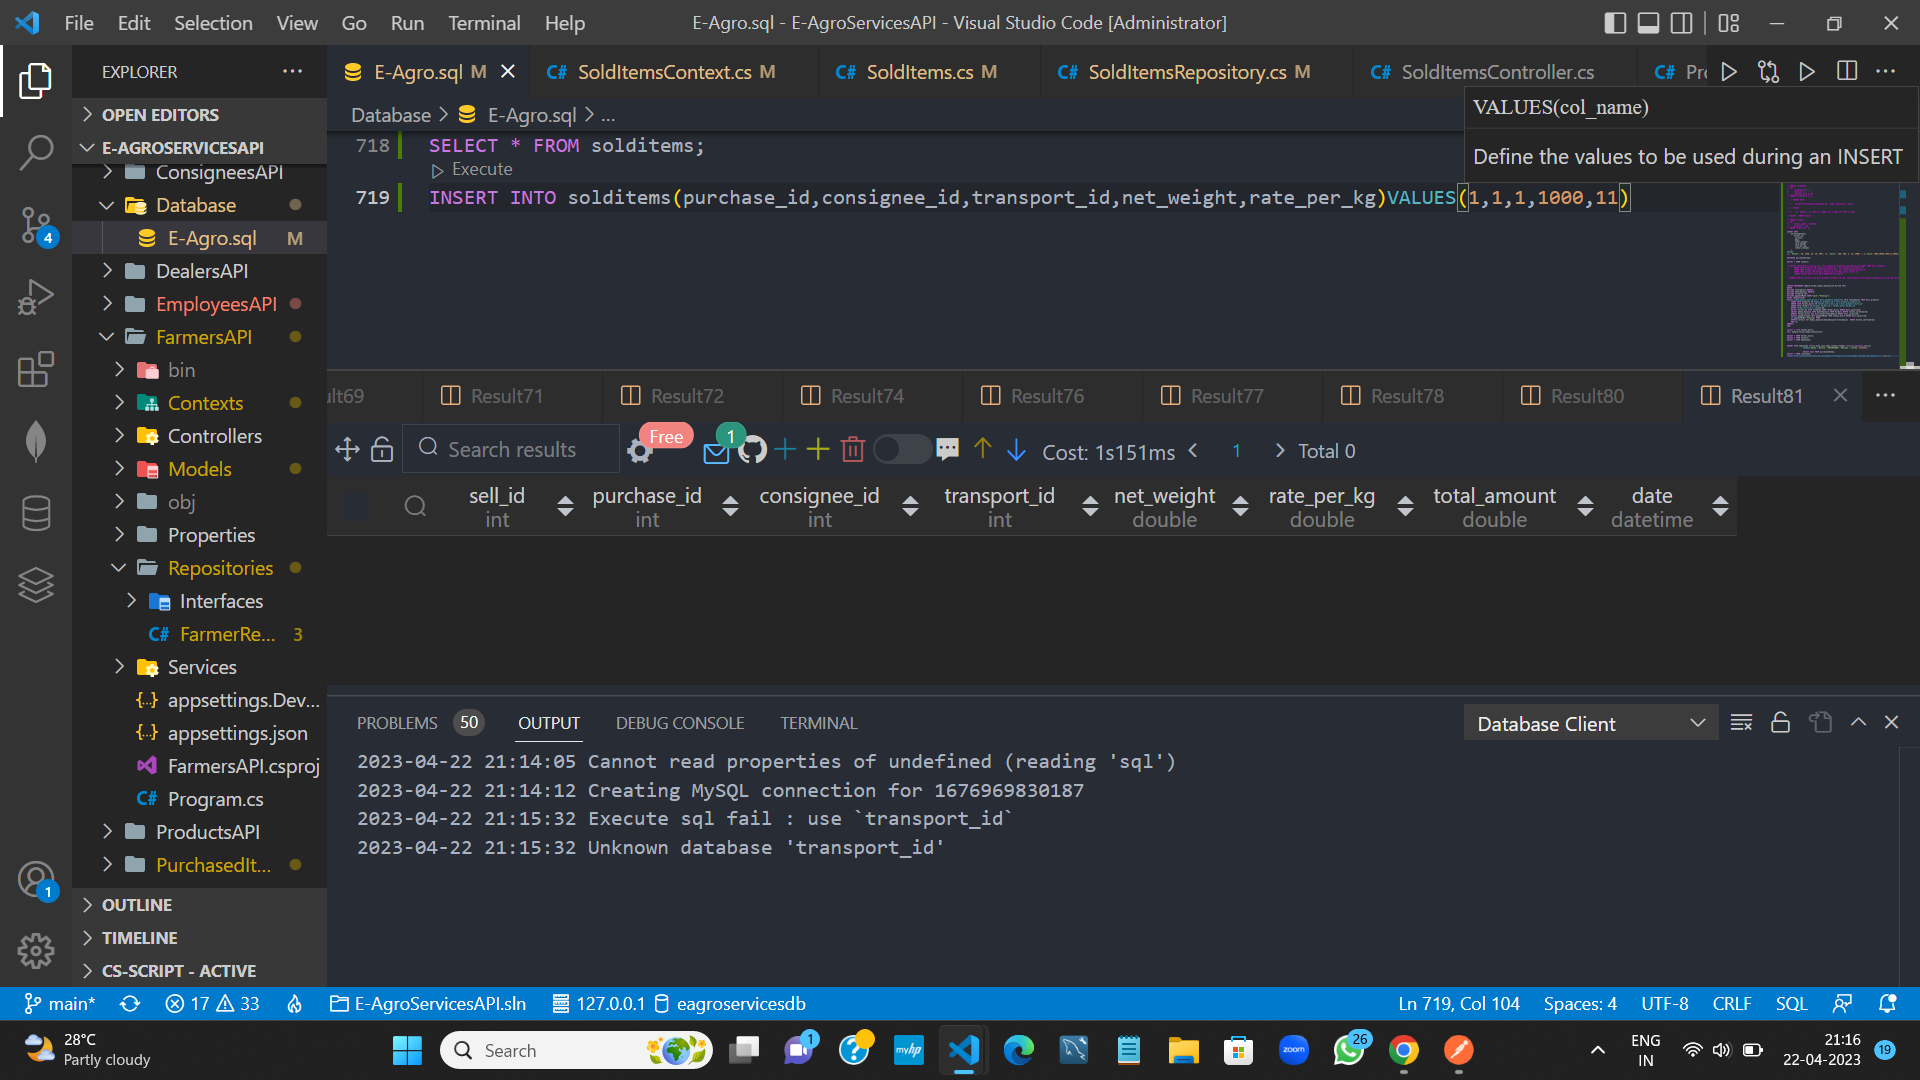 File Edit Selection View Go Run Terminal Help
E-Agro.sql - E-AgroServicesAPI - Visual Studio Code [Administrator]
EXPLORER
E-Agro.sql M
C# SoldItemsContext.cs M
C# SoldItems.cs M
C# SoldItemsRepository.cs M
C# SoldItemsController.cs
C# Pr
OPEN EDITORS
E-AGROSERVICESAPI
ConsigneesAPI
Database
E-Agro.sql M
DealersAPI
EmployeesAPI
FarmersAPI
bin
Contexts
Controllers
Models
obj
Properties
Repositories
Interfaces
C# FarmerRe... 3
Services
{..} appsettings.Dev...
{..} appsettings.json
FarmersAPI.csproj
C# Program.cs
ProductsAPI
PurchasedIt...
OUTLINE
TIMELINE
CS-SCRIPT - ACTIVE
4
1
Database > E-Agro.sql > ...
VALUES(col_name)
Define the values to be used during an INSERT
718 SELECT * FROM solditems;
Execute
719 INSERT INTO solditems(purchase_id,consignee_id,transport_id,net_weight,rate_per_kg)VALUES(1,1,1,1000,11)
ult69 Result71 Result72 Result74 Result76 Result77 Result78 Result80 Result81
Search results Free 1 Cost: 1s151ms 1 Total 0
sell_id purchase_id consignee_id transport_id net_weight rate_per_kg total_amount date
int int int int double double double datetime
PROBLEMS 50 OUTPUT DEBUG CONSOLE TERMINAL
Database Client
2023-04-22 21:14:05 Cannot read properties of undefined (reading 'sql')
2023-04-22 21:14:12 Creating MySQL connection for 1676969830187
2023-04-22 21:15:32 Execute sql fail : use `transport_id`
2023-04-22 21:15:32 Unknown database 'transport_id'
main* 17 33 E-AgroServicesAPI.sln 127.0.0.1 eagroservicesdb
Ln 719, Col 104 Spaces: 4 UTF-8 CRLF SQL
28°C
Partly cloudy
Search
1
myhp
zoom
26
ENG
IN
21:16
22-04-2023
19